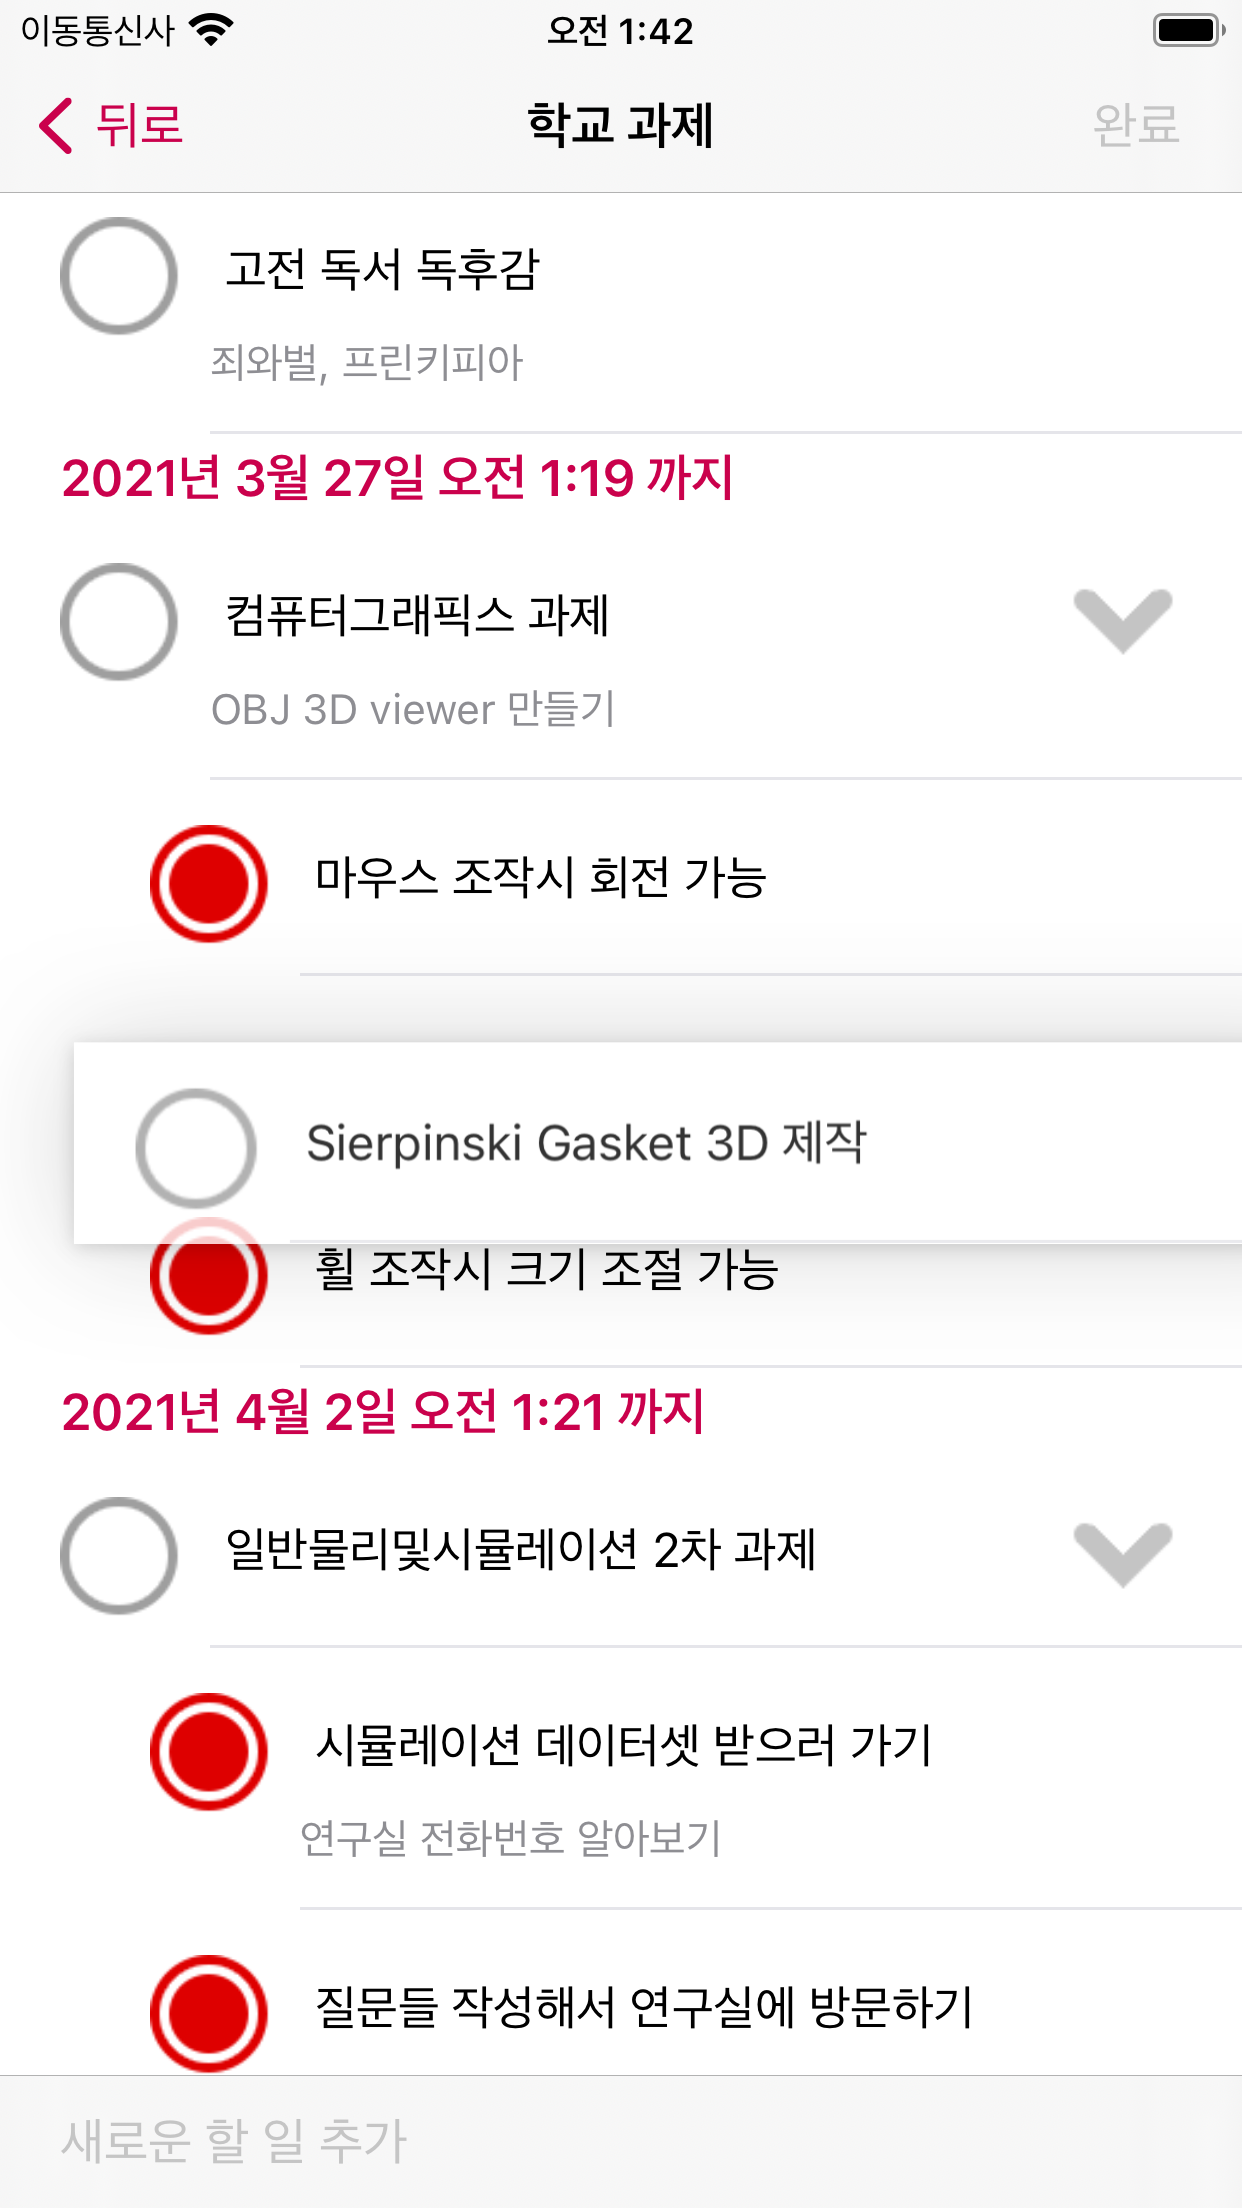 이동통신사
오전 1:42
뒤로
학교 과제
완료
고전 독서 독후감
죄와벌, 프린키피아
2021년 3월 27일 오전 1:19 까지
컴퓨터그래픽스 과제
OBJ 3D viewer 만들기
마우스 조작시 회전 가능
Sierpinski Gasket 3D 제작
휠 조작시 크기 조절 가능
2021년 4월 2일 오전 1:21 까지
일반물리및시뮬레이션 2차 과제
시뮬레이션 데이터셋 받으러 가기
연구실 전화번호 알아보기
질문들 작성해서 연구실에 방문하기
새로운 할 일 추가